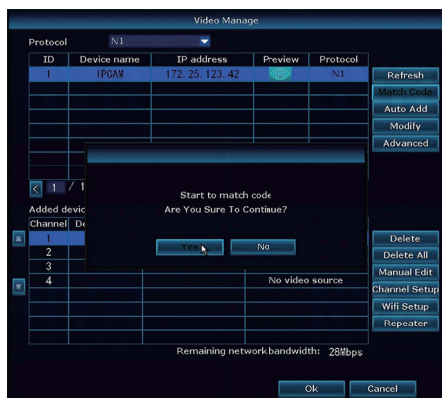 Video Manage
Protocol N1
ID Device name IP address Preview Protocol
1 IPCAM 172. 25. 123. 42 N1
Refresh
Match Code
Auto Add
Modify
Advanced
1 / 1
Start to match code
Are You Sure To Continue?
Yes No
Added devic
Channel De
1
2
3
4 No video source
Delete
Delete All
Manual Edit
Channel Setup
Wifi Setup
Repeater
Remaining network bandwidth: 28Mbps
Ok Cancel